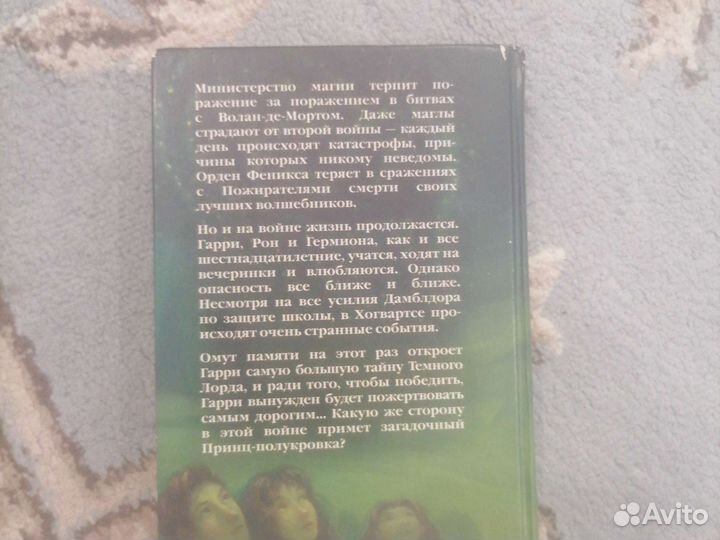 Министерство магии терпит по-
ражение за поражением в битвах
с Волан-де-Мортом. Даже маглы
страдают от второй войны — каждый
день происходят катастрофы, при-
чины которых никому неведомы.
Орден Феникса теряет в сражениях
с Пожирателями смерти своих
лучших волшебников.
Но и на войне жизнь продолжается.
Гарри, Рон и Гермиона, как и все
шестнадцатилетние, учатся, ходят на
вечеринки и влюбляются. Однако
опасность все ближе и ближе.
Несмотря на все усилия Дамблдора
по защите школы, в Хогвартсе про-
исходят очень странные события.
Омут памяти на этот раз откроет
Гарри самую большую тайну Темного
Лорда, и ради того, чтобы победить,
Гарри вынужден будет пожертвовать
самым дорогим... Какую же сторону
в этой войне примет загадочный
Принц-полукровка?
Avito